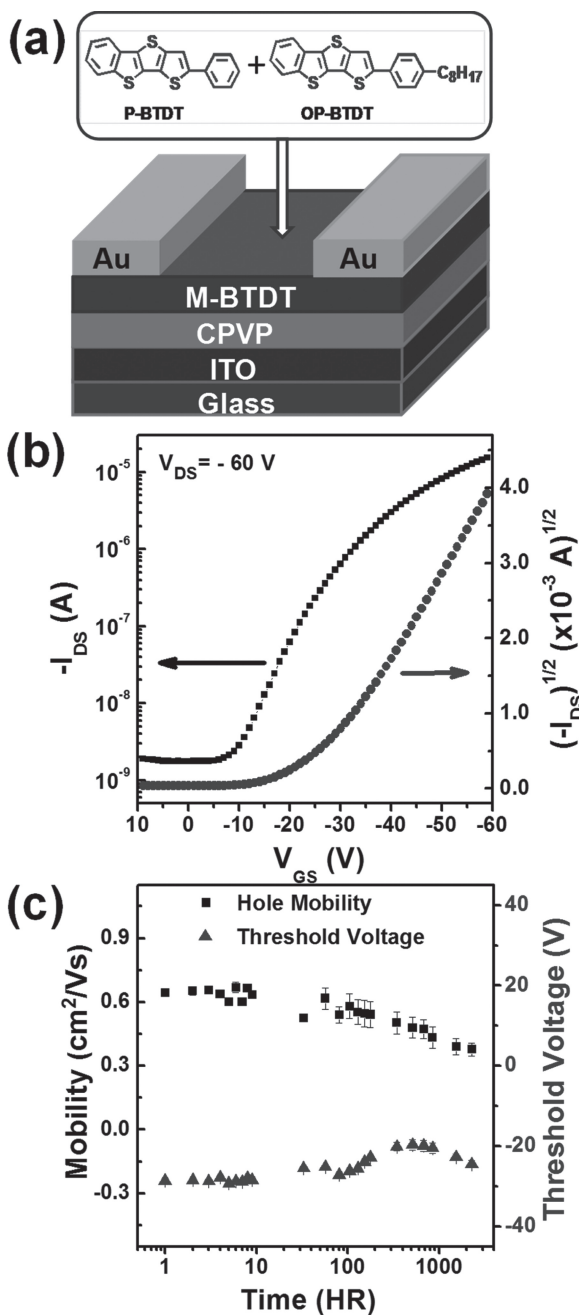 (a)
S S
S S + S S C8H17
P-BTDT OP-BTDT
Au Au
M-BTDT
CPVP
ITO
Glass
(b)
VDS= - 60 V
10-5
10-6
10-7
10-8
10-9
-IDS (A)
4.0
3.0
2.0
1.0
0.0
(-IDS)1/2 (x10-3 A)1/2
10 0 -10 -20 -30 -40 -50 -60
VGS (V)
(c)
Hole Mobility
Threshold Voltage
0.9
0.6
0.3
0.0
-0.3
Mobility (cm2/Vs)
40
20
0
-20
-40
Threshold Voltage (V)
1 10 100 1000
Time (HR)